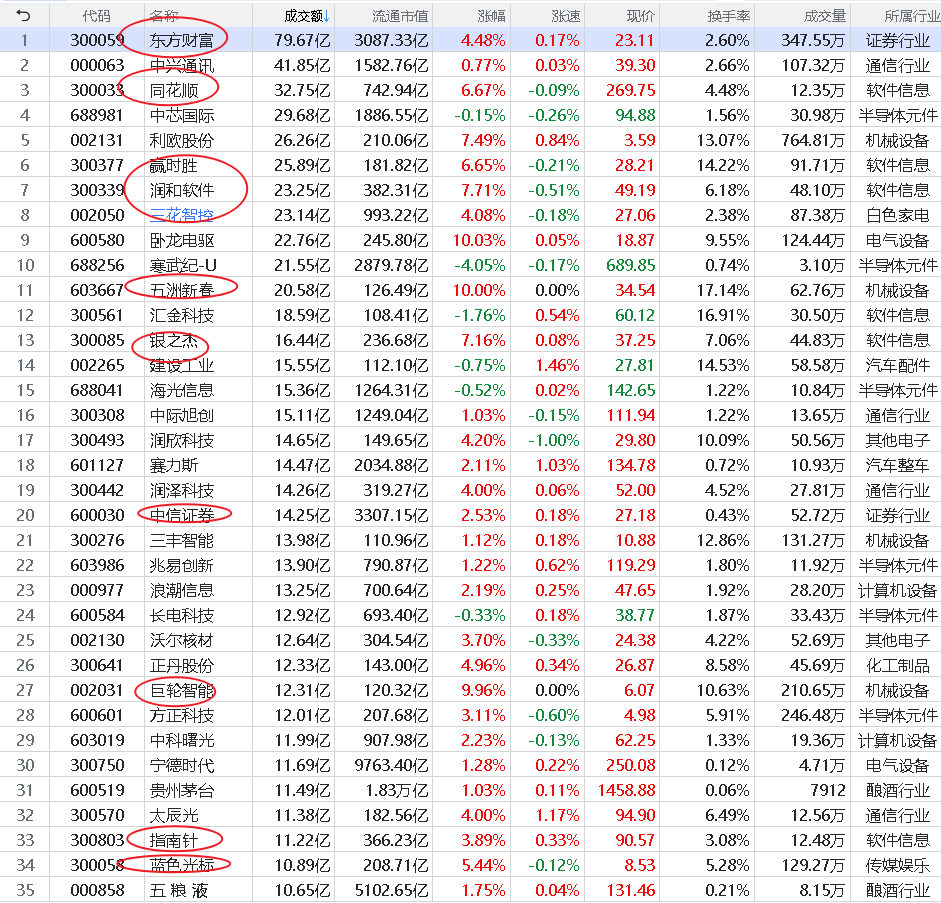 代码 名称 成交额↓ 流通市值 涨幅 涨速 现价 换手率 成交量 所属行业
1 300059 东方财富 79.67亿 3087.33亿 4.48% 0.17% 23.11 2.60% 347.55万 证券行业
2 000063 中兴通讯 41.85亿 1582.76亿 0.77% 0.03% 39.30 2.66% 107.32万 通信行业
3 300033 同花顺 32.75亿 742.94亿 6.67% -0.09% 269.75 4.48% 12.35万 软件信息
4 688981 中芯国际 29.68亿 1886.55亿 -0.15% -0.26% 94.88 1.56% 30.98万 半导体元件
5 002131 利欧股份 26.26亿 210.06亿 7.49% 0.84% 3.59 13.07% 764.81万 机械设备
6 300377 赢时胜 25.89亿 181.82亿 6.65% -0.21% 28.21 14.22% 91.71万 软件信息
7 300339 润和软件 23.25亿 382.31亿 7.71% -0.51% 49.19 6.18% 48.10万 软件信息
8 002050 三花智控 23.14亿 993.22亿 4.08% -0.18% 27.06 2.38% 87.38万 白色家电
9 600580 卧龙电驱 22.76亿 245.80亿 10.03% 0.05% 18.87 9.55% 124.44万 电气设备
10 688256 寒武纪-U 21.55亿 2879.78亿 -4.05% -0.17% 689.85 0.74% 3.10万 半导体元件
11 603667 五洲新春 20.58亿 126.49亿 10.00% 0.00% 34.54 17.14% 62.76万 机械设备
12 300561 汇金科技 18.59亿 108.41亿 -1.76% 0.54% 60.12 16.91% 30.50万 软件信息
13 300085 银之杰 16.44亿 236.68亿 7.16% 0.08% 37.25 7.06% 44.83万 软件信息
14 002265 建设工业 15.55亿 112.10亿 -0.75% 1.46% 27.81 14.53% 58.58万 汽车配件
15 688041 海光信息 15.36亿 1264.31亿 -0.52% 0.02% 142.65 1.22% 10.84万 半导体元件
16 300308 中际旭创 15.11亿 1249.04亿 1.03% -0.15% 111.94 1.22% 13.65万 通信行业
17 300493 润欣科技 14.65亿 149.65亿 4.20% -1.00% 29.80 10.09% 50.56万 其他电子
18 601127 赛力斯 14.47亿 2034.88亿 2.11% 1.03% 134.78 0.72% 10.93万 汽车整车
19 300442 润泽科技 14.26亿 319.27亿 4.00% 0.06% 52.00 4.52% 27.81万 通信行业
20 600030 中信证券 14.25亿 3307.15亿 2.53% 0.18% 27.18 0.43% 52.72万 证券行业
21 300276 三丰智能 13.98亿 110.96亿 1.12% 0.18% 10.88 12.86% 131.27万 机械设备
22 603986 兆易创新 13.90亿 790.87亿 1.22% 0.62% 119.29 1.80% 11.92万 半导体元件
23 000977 浪潮信息 13.25亿 700.64亿 2.19% 0.25% 47.65 1.92% 28.20万 计算机设备
24 600584 长电科技 12.92亿 693.40亿 -0.33% 0.18% 38.77 1.87% 33.43万 半导体元件
25 002130 沃尔核材 12.64亿 304.54亿 3.70% -0.33% 24.38 4.22% 52.69万 其他电子
26 300641 正丹股份 12.33亿 143.00亿 4.96% 0.34% 26.87 8.58% 45.69万 化工制品
27 002031 巨轮智能 12.31亿 120.32亿 9.96% 0.00% 6.07 10.63% 210.65万 机械设备
28 600601 方正科技 12.01亿 207.68亿 3.11% -0.60% 4.98 5.91% 246.48万 半导体元件
29 603019 中科曙光 11.99亿 907.98亿 2.23% -0.13% 62.25 1.33% 19.36万 计算机设备
30 300750 宁德时代 11.69亿 9763.40亿 1.28% 0.22% 250.08 0.12% 4.71万 电气设备
31 600519 贵州茅台 11.49亿 1.83万亿 1.03% 0.11% 1458.88 0.06% 7912 酿酒行业
32 300570 太辰光 11.38亿 182.56亿 4.00% 1.17% 94.90 6.49% 12.56万 通信行业
33 300803 指南针 11.22亿 366.23亿 3.89% 0.33% 90.57 3.08% 12.48万 软件信息
34 300058 蓝色光标 10.89亿 208.71亿 5.44% -0.12% 8.53 5.28% 129.27万 传媒娱乐
35 000858 五 粮 液 10.65亿 5102.65亿 1.75% 0.04% 131.46 0.21% 8.15万 酿酒行业